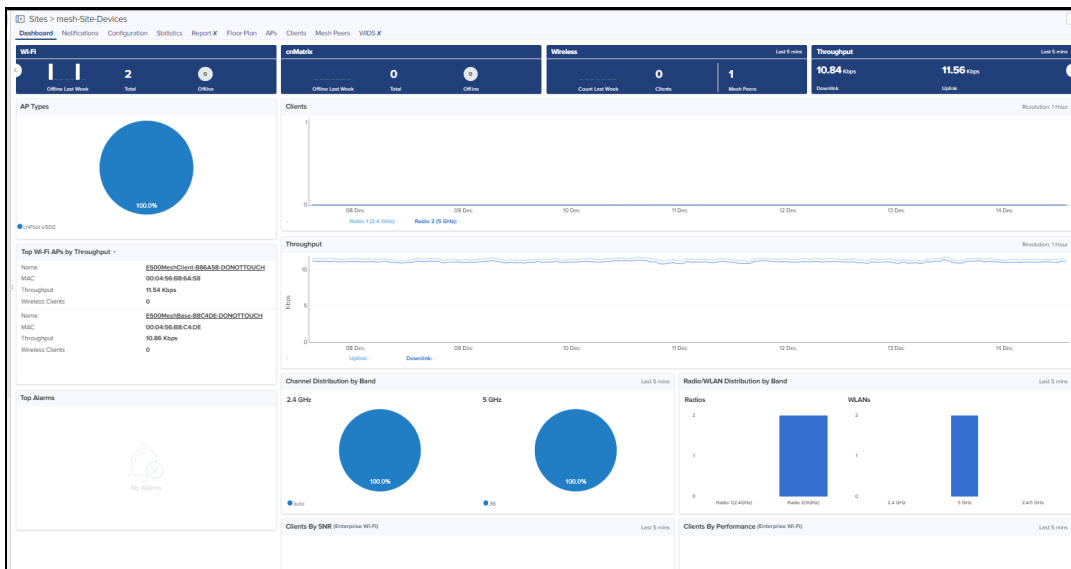 Sites > mesh-Site-Devices
Dashboard Notifications Configuration Statistics Report X Floor Plan APs Clients Mesh Peers WIDS X
Wi-Fi
2
0
Offline Last Week Total Offline
cnMatrix
0
0
Offline Last Week Total Offline
Wireless Last 5 mins
0
1
Count Last Week Clients Mesh Peers
Throughput Last 5 mins
10.84 Kbps 11.56 Kbps
Downlink Uplink
AP Types
100.0%
cnPilot e500
Clients Resolution: 1 Hour
1
0
08 Dec 09 Dec 10 Dec 11 Dec 12 Dec 13 Dec 14 Dec
- Radio 1 (2.4 GHz): - Radio 2 (5 GHz): -
Top Wi-Fi APs by Throughput
Name E500MeshClient-B86A58-DONOTTOUCH
MAC 00:04:56:B8:6A:58
Throughput 11.54 Kbps
Wireless Clients 0
Name E500MeshBase-B8C4DE-DONOTTOUCH
MAC 00:04:56:B8:C4:DE
Throughput 10.86 Kbps
Wireless Clients 0
Throughput Resolution: 1 Hour
Kbps
10
5
0
08 Dec 09 Dec 10 Dec 11 Dec 12 Dec 13 Dec 14 Dec
- Uplink: - Downlink: -
Top Alarms
No Alarms
Channel Distribution by Band Last 5 mins
2.4 GHz 5 GHz
100.0% 100.0%
auto 36
Radio/WLAN Distribution by Band Last 5 mins
Radios WLANs
2 2
1 1
0 0
Radio 1(2.4GHz) Radio 2(5GHz) 2.4 GHz 5 GHz 2.4/5 GHz
Clients By SNR (Enterprise Wi-Fi) Last 5 mins
Clients By Performance (Enterprise Wi-Fi) Last 5 mins